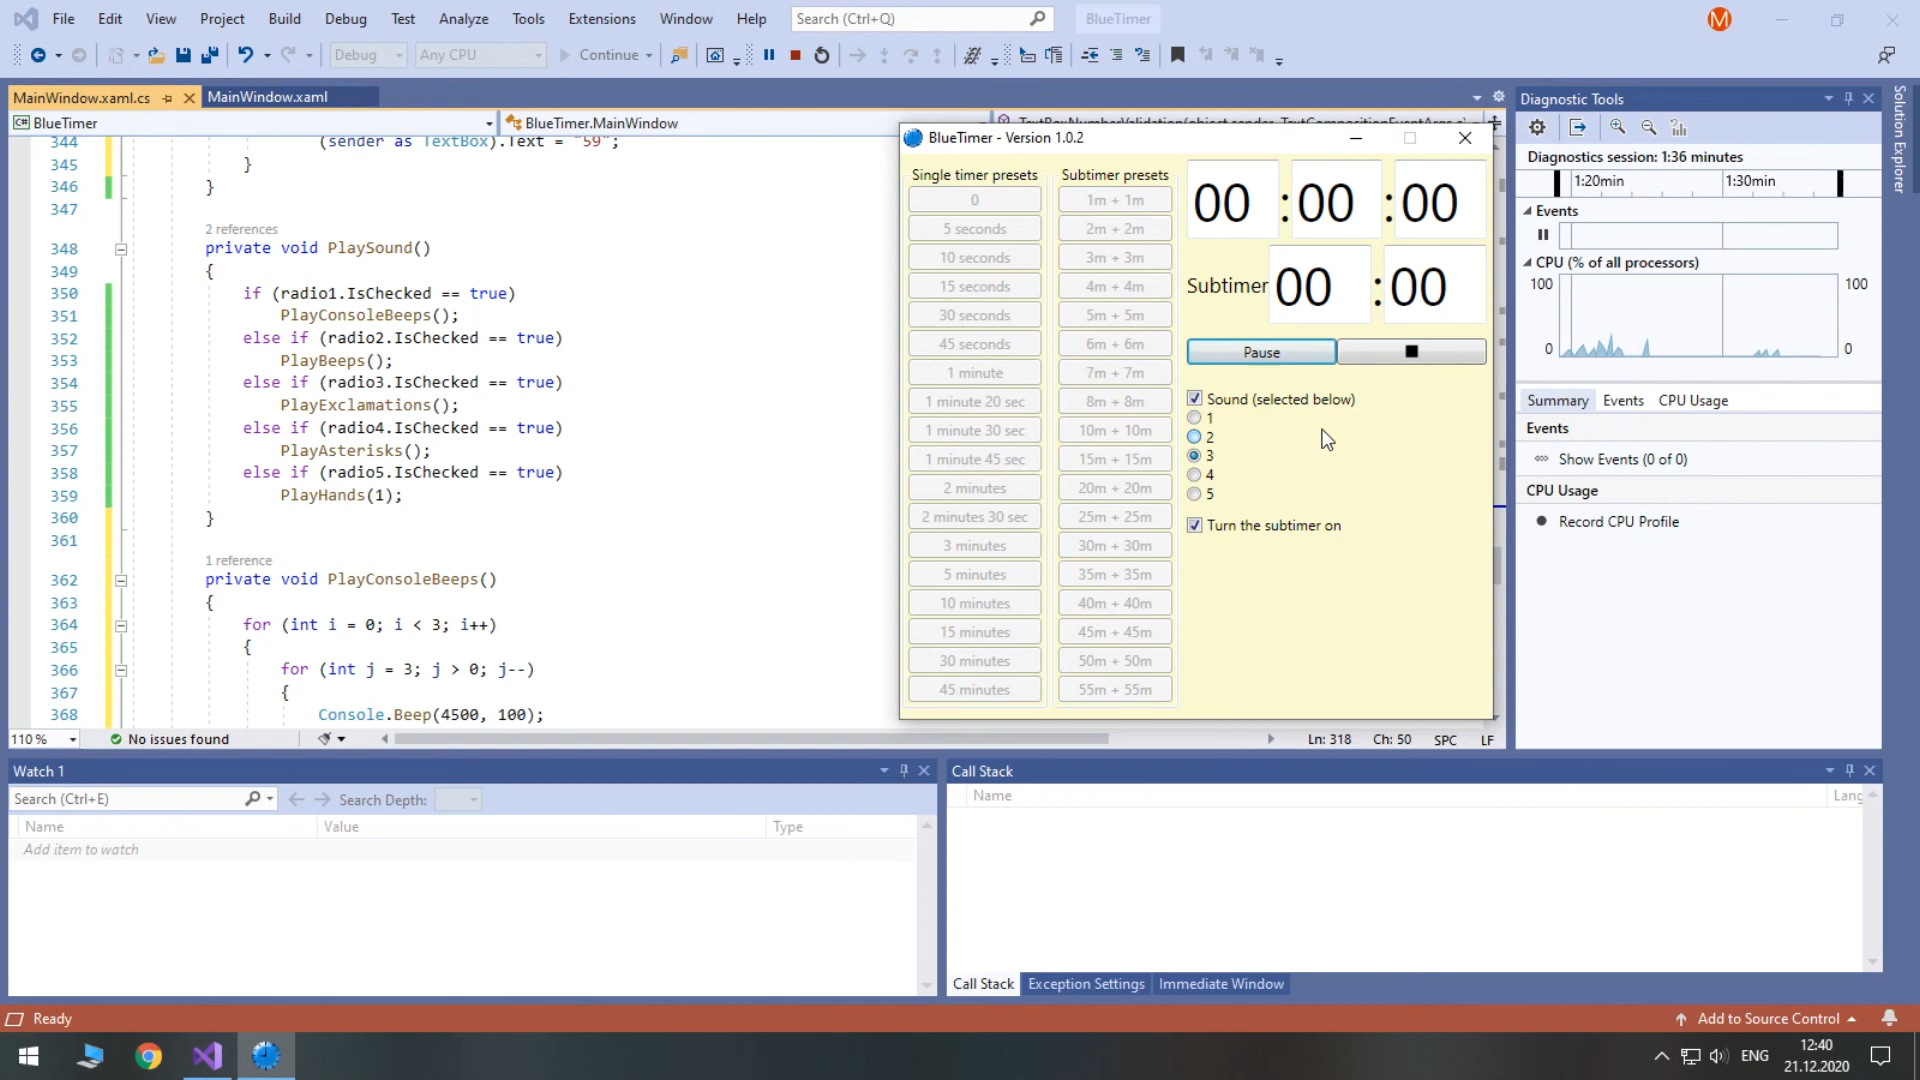 File Edit View Project Build Debug Test Analyze Tools Extensions Window Help Search (Ctrl+Q) BlueTimer M
Debug Any CPU Continue
MainWindow.xaml.cs MainWindow.xaml
BlueTimer BlueTimer.MainWindow
344 (sender as TextBox).Text = "59";
345 }
346 }
347
2 references
348 private void PlaySound()
349 {
350 if (radio1.IsChecked == true)
351 PlayConsoleBeeps();
352 else if (radio2.IsChecked == true)
353 PlayBeeps();
354 else if (radio3.IsChecked == true)
355 PlayExclamations();
356 else if (radio4.IsChecked == true)
357 PlayAsterisks();
358 else if (radio5.IsChecked == true)
359 PlayHands(1);
360 }
361
1 reference
362 private void PlayConsoleBeeps()
363 {
364 for (int i = 0; i < 3; i++)
365 {
366 for (int j = 3; j > 0; j--)
367 {
368 Console.Beep(4500, 100);
110 % No issues found Ln: 318 Ch: 50 SPC LF
BlueTimer - Version 1.0.2
Single timer presets
0
5 seconds
10 seconds
15 seconds
30 seconds
45 seconds
1 minute
1 minute 20 sec
1 minute 30 sec
1 minute 45 sec
2 minutes
2 minutes 30 sec
3 minutes
5 minutes
10 minutes
15 minutes
30 minutes
45 minutes
Subtimer presets
1m + 1m
2m + 2m
3m + 3m
4m + 4m
5m + 5m
6m + 6m
7m + 7m
8m + 8m
10m + 10m
15m + 15m
20m + 20m
25m + 25m
30m + 30m
35m + 35m
40m + 40m
45m + 45m
50m + 50m
55m + 55m
00 : 00 : 00
Subtimer 00 : 00
Pause
Sound (selected below)
1
2
3
4
5
Turn the subtimer on
Diagnostic Tools
Diagnostics session: 1:36 minutes
1:20min 1:30min
Events
CPU (% of all processors)
100 100
0 0
Summary Events CPU Usage
Events
Show Events (0 of 0)
CPU Usage
Record CPU Profile
Solution Explorer
Watch 1
Search (Ctrl+E) Search Depth:
Name Value Type
Add item to watch
Call Stack
Name Lang
Call Stack Exception Settings Immediate Window
Ready Add to Source Control
ENG 12:40
21.12.2020